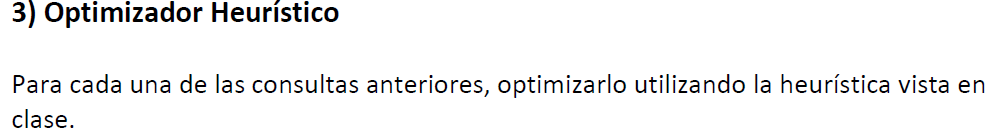 3) Optimizador Heurístico
Para cada una de las consultas anteriores, optimizarlo utilizando la heurística vista en
clase.